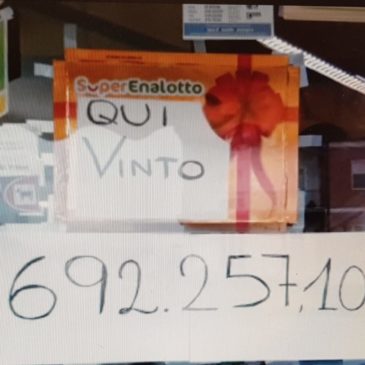 SuperEnalotto
QUI
VINTO
692.257,10